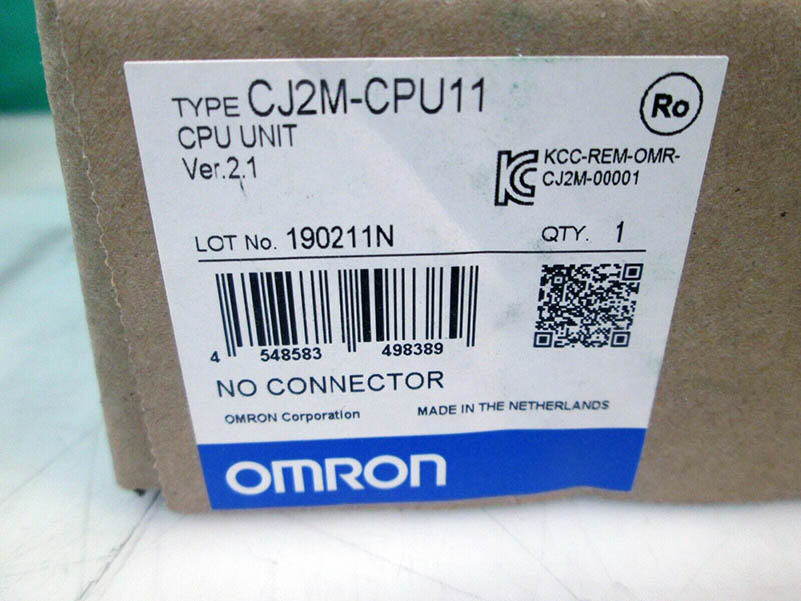 TYPE CJ2M-CPU11
Ro
CPU UNIT
Ver.2.1
KC
KCC-REM-OMR-
CJ2M-00001
LOT No. 190211N
QTY. 1
4 548583 498389
NO CONNECTOR
OMRON Corporation
MADE IN THE NETHERLANDS
OMRON